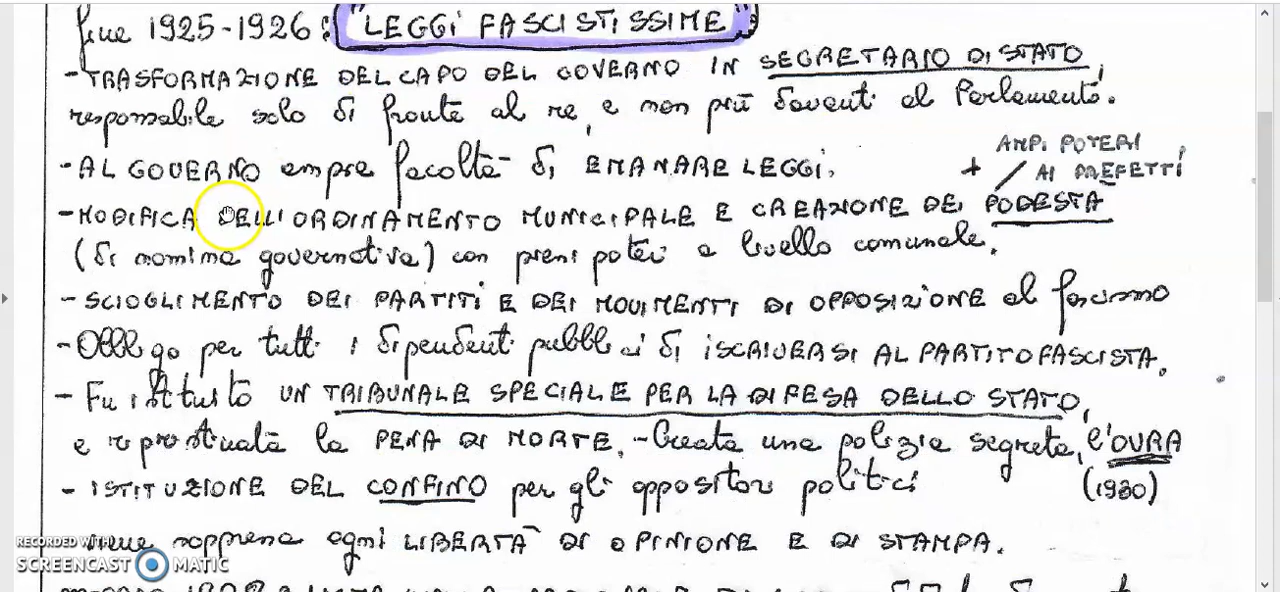 fine 1925-1926: "LEGGI FASCISTISSIME":
- TRASFORMAZIONE DEL CAPO DEL GOVERNO IN SEGRETARIO DI STATO,
responsabile solo di fronte al re, e non più davanti al Parlamento.
- AL GOVERNO ampia facoltà di EMANARE LEGGI.
+ AMPI POTERI
AI PREFETTI
- MODIFICA DELL'ORDINAMENTO MUNICIPALE E CREAZIONE DEI PODESTÀ
(di nomina governativa) con pieni poteri a livello comunale.
- SCIOGLIMENTO DEI PARTITI E DEI MOVIMENTI DI OPPOSIZIONE al fascismo
- Obbligo per tutti i dipendenti pubblici di ISCRIVERSI AL PARTITO FASCISTA.
- Fu istituito UN TRIBUNALE SPECIALE PER LA DIFESA DELLO STATO,
e ripristinata la PENA DI MORTE. - Creata una polizia segreta, l'OVRA
(1930)
- ISTITUZIONE DEL CONFINO per gli oppositori politici
viene soppressa ogni LIBERTÀ DI OPINIONE E DI STAMPA.
RECORDED WITH
SCREENCAST MATIC